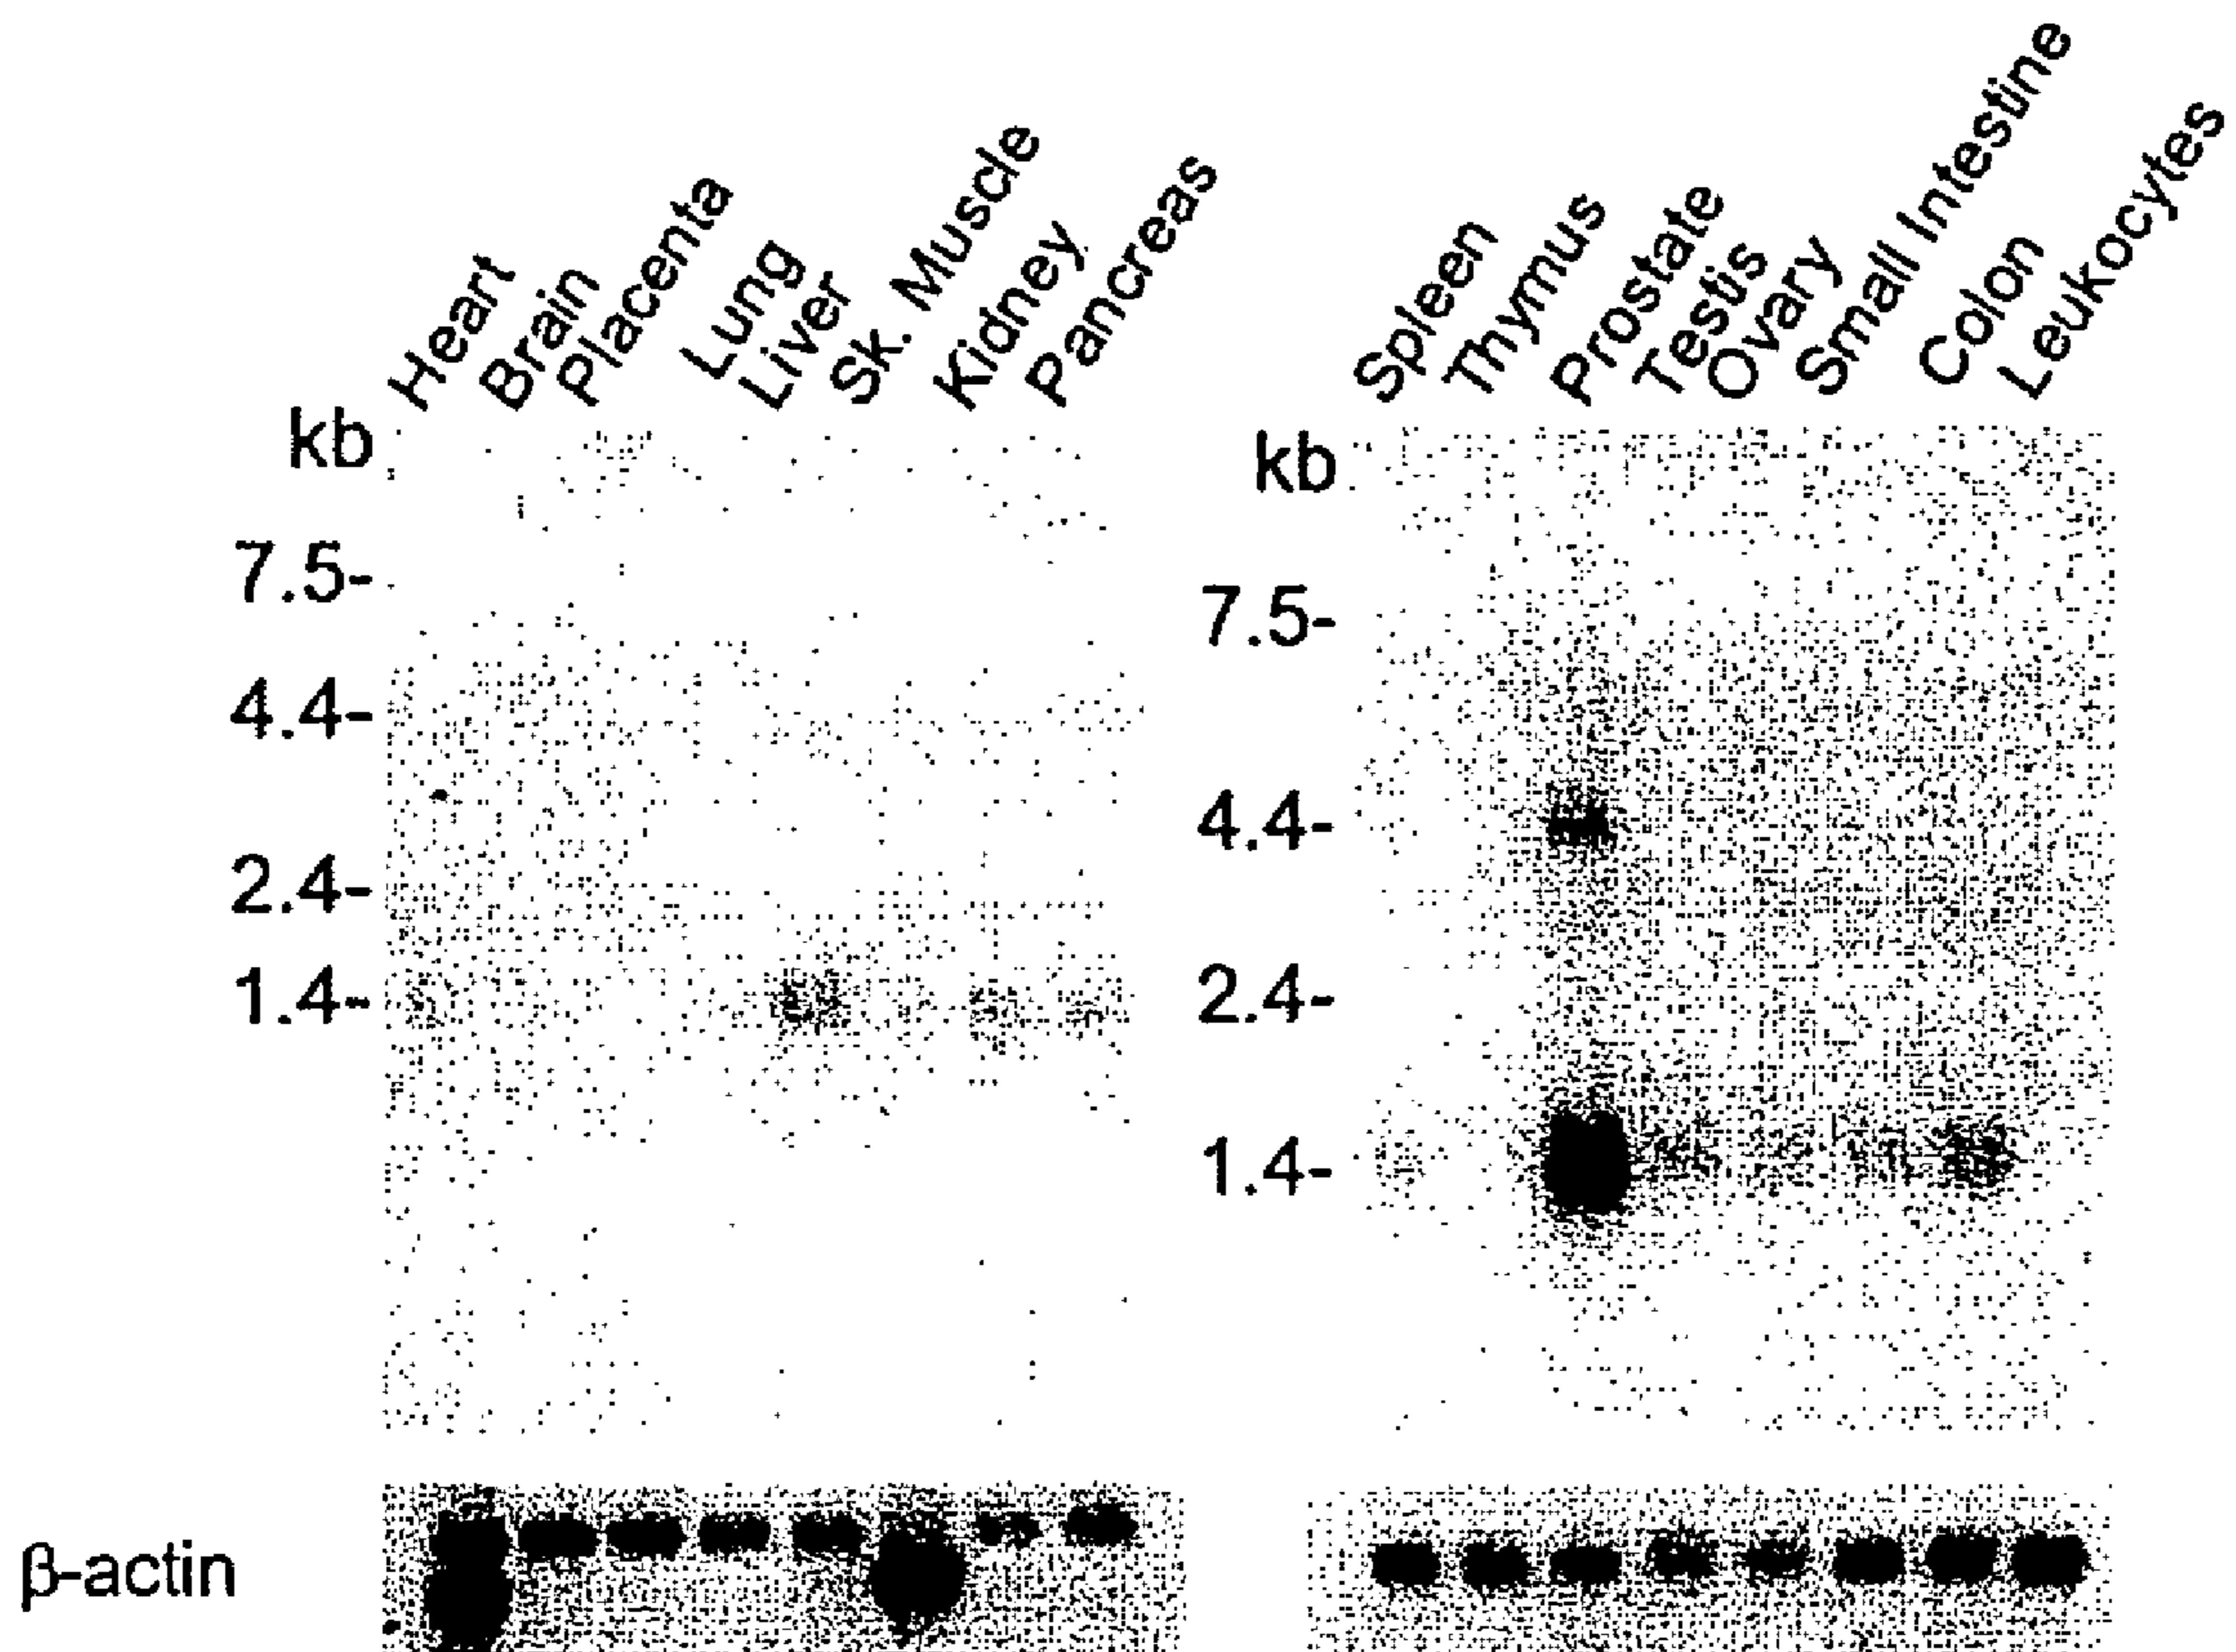 Heart
Brain
Placenta
Lung
Liver
Sk. Muscle
Kidney
Pancreas
kb
7.5-
4.4-
2.4-
1.4-
Spleen
Thymus
Prostate
Testis
Ovary
Small Intestine
Colon
Leukocytes
kb
7.5-
4.4-
2.4-
1.4-
β-actin